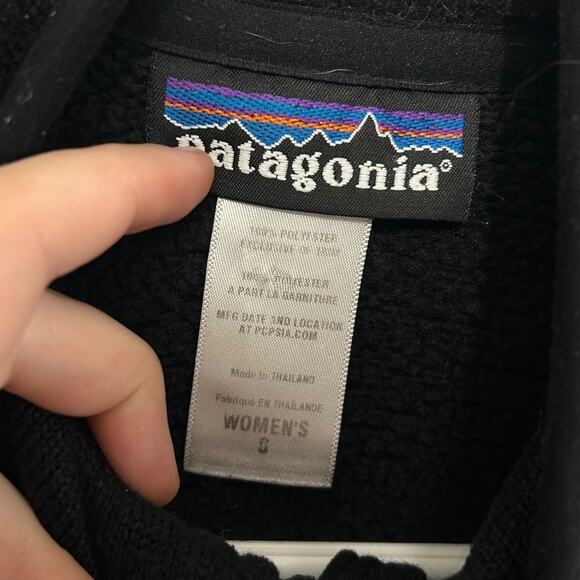 patagonia®
100% POLYESTER
EXCLUSIVE OF TRIM
100% POLYESTER
A PART LA GARNITURE
MFG DATE AND LOCATION
AT PCPSIA.COM
Made in THAILAND
Fabriqué EN THAÏLANDE
WOMEN'S
S